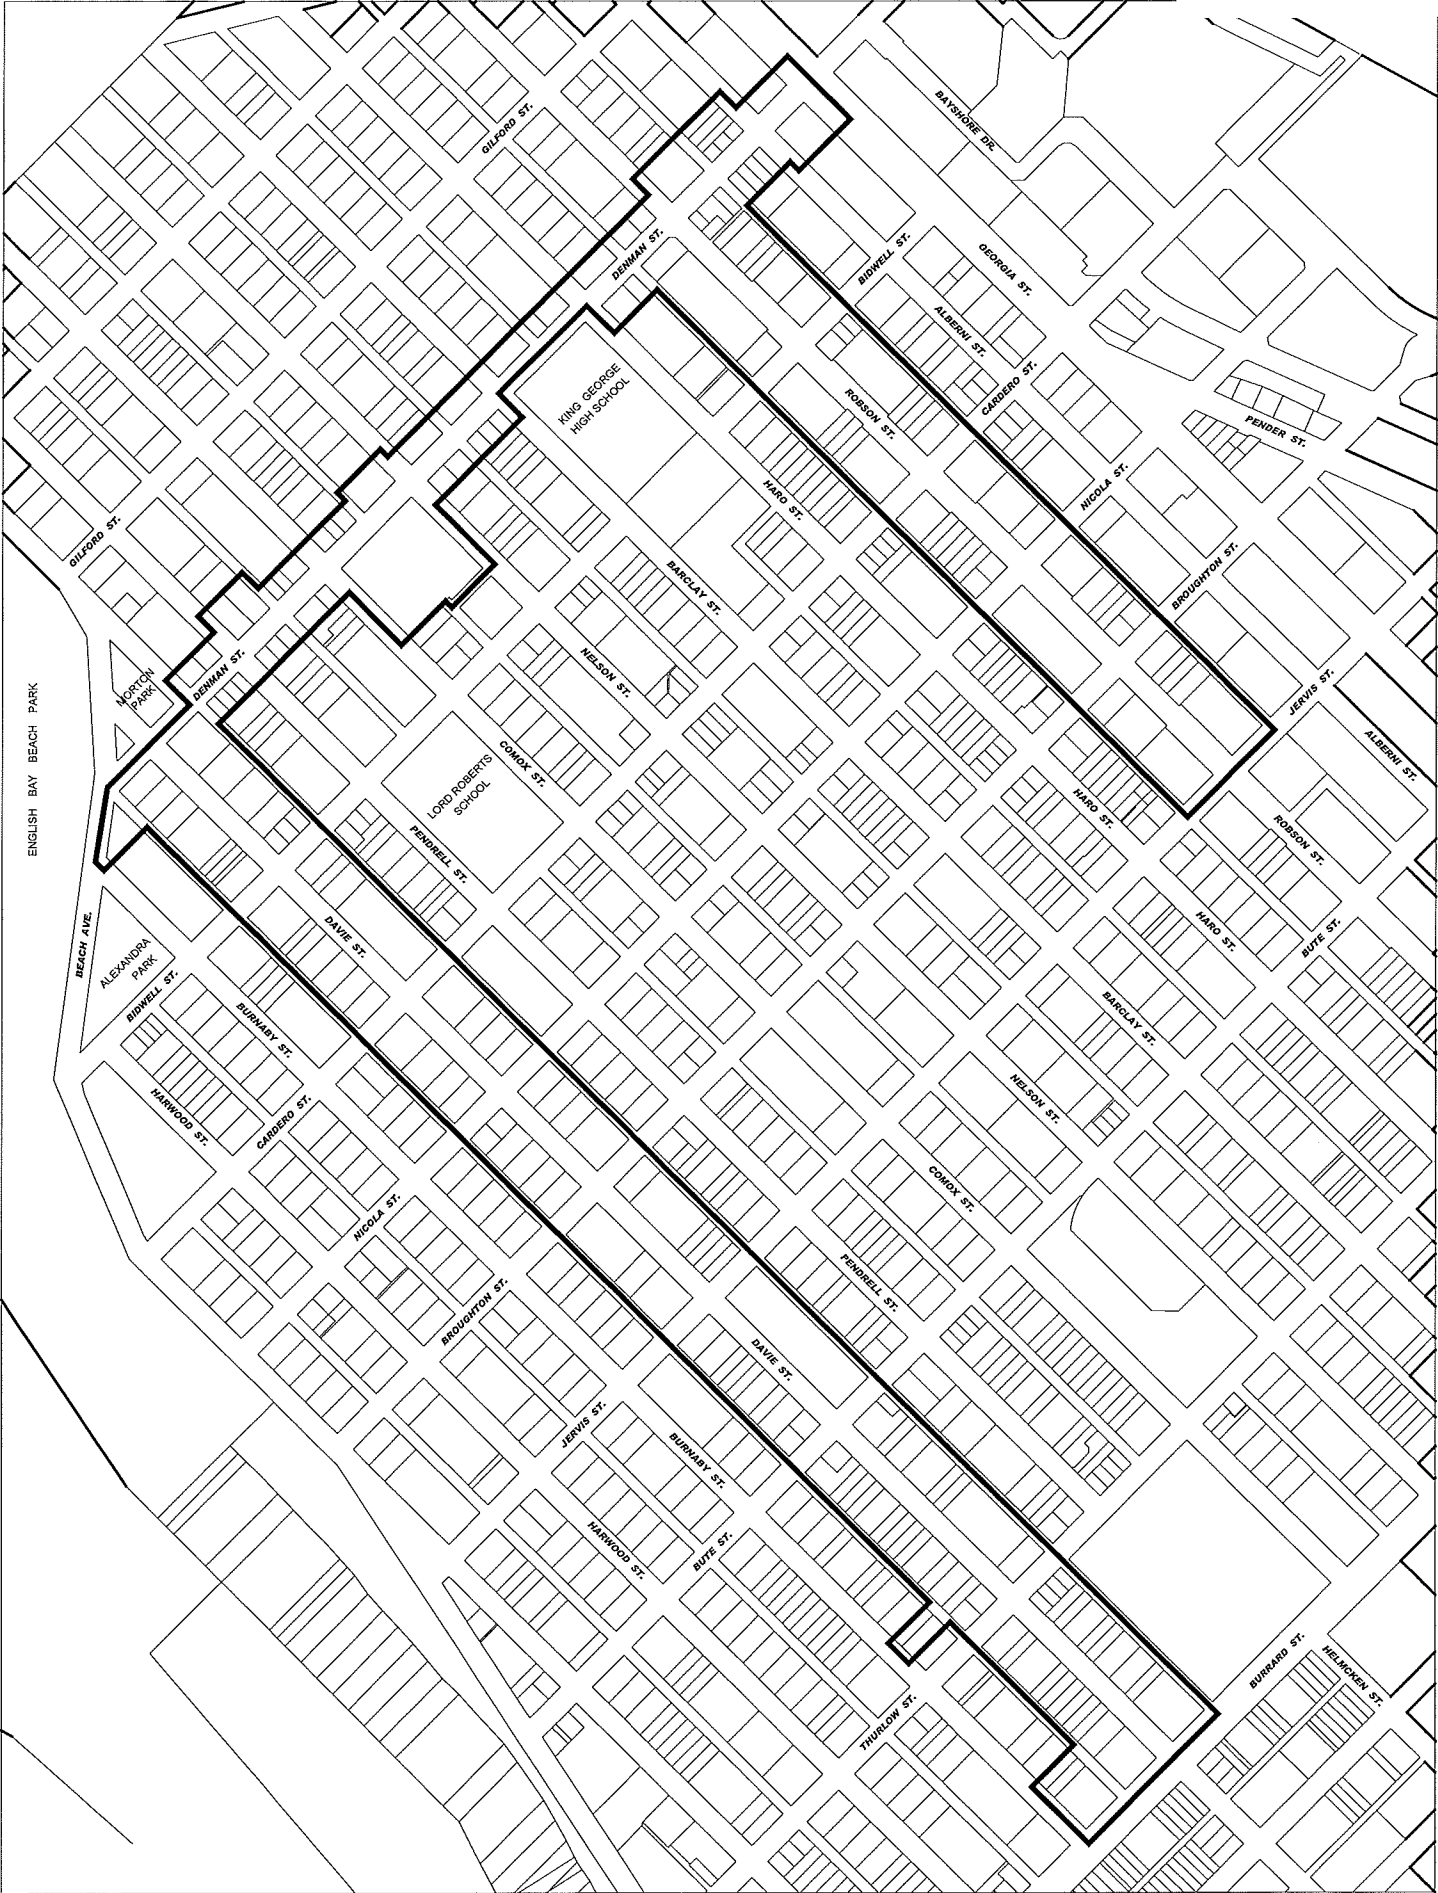 BAYSHORE DR.
GILFORD ST.
DENMAN ST.
BIDWELL ST.
GEORGIA ST.
ALBERNI ST.
CARDERO ST.
KING GEORGE
HIGH SCHOOL
ROBSON ST.
PENDER ST.
NICOLA ST.
HARO ST.
GILFORD ST.
BROUGHTON ST.
BARCLAY ST.
NELSON ST.
DENMAN ST.
NORTON
PARK
JERVIS ST.
ENGLISH BAY BEACH PARK
ALBERNI ST.
COMOX ST.
LORD ROBERTS
SCHOOL
HARO ST.
ROBSON ST.
PENDRELL ST.
DAVIE ST.
HARO ST.
BUTE ST.
BEACH AVE.
ALEXANDRA
PARK
BIDWELL ST.
BURNABY ST.
BARCLAY ST.
HARWOOD ST.
CARDERO ST.
NELSON ST.
COMOX ST.
NICOLA ST.
PENDRELL ST.
BROUGHTON ST.
DAVIE ST.
JERVIS ST.
BURNABY ST.
HARWOOD ST.
BUTE ST.
BURRARD ST.
HELMCKEN ST.
THURLOW ST.